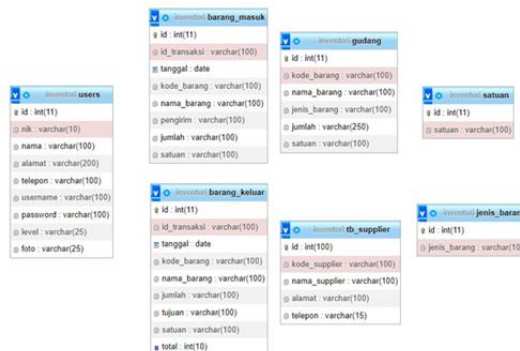 inventori users
id : int(11)
nik : varchar(10)
nama : varchar(100)
alamat : varchar(200)
telepon : varchar(100)
username : varchar(100)
password : varchar(100)
level : varchar(25)
foto : varchar(25)
inventori barang_masuk
id : int(11)
id_transaksi : varchar(100)
tanggal : date
kode_barang : varchar(100)
nama_barang : varchar(100)
pengirim : varchar(100)
jumlah : varchar(100)
satuan : varchar(100)
inventori barang_keluar
id : int(11)
id_transaksi : varchar(100)
tanggal : date
kode_barang : varchar(100)
nama_barang : varchar(100)
jumlah : varchar(100)
tujuan : varchar(100)
satuan : varchar(100)
total : int(10)
inventori gudang
id : int(11)
kode_barang : varchar(100)
nama_barang : varchar(100)
jenis_barang : varchar(100)
jumlah : varchar(250)
satuan : varchar(100)
inventori tb_supplier
id : int(100)
kode_supplier : varchar(100)
nama_supplier : varchar(100)
alamat : varchar(100)
telepon : varchar(15)
inventori satuan
id : int(11)
satuan : varchar(100)
inventori jenis_baran
id : int(11)
jenis_barang : varchar(10